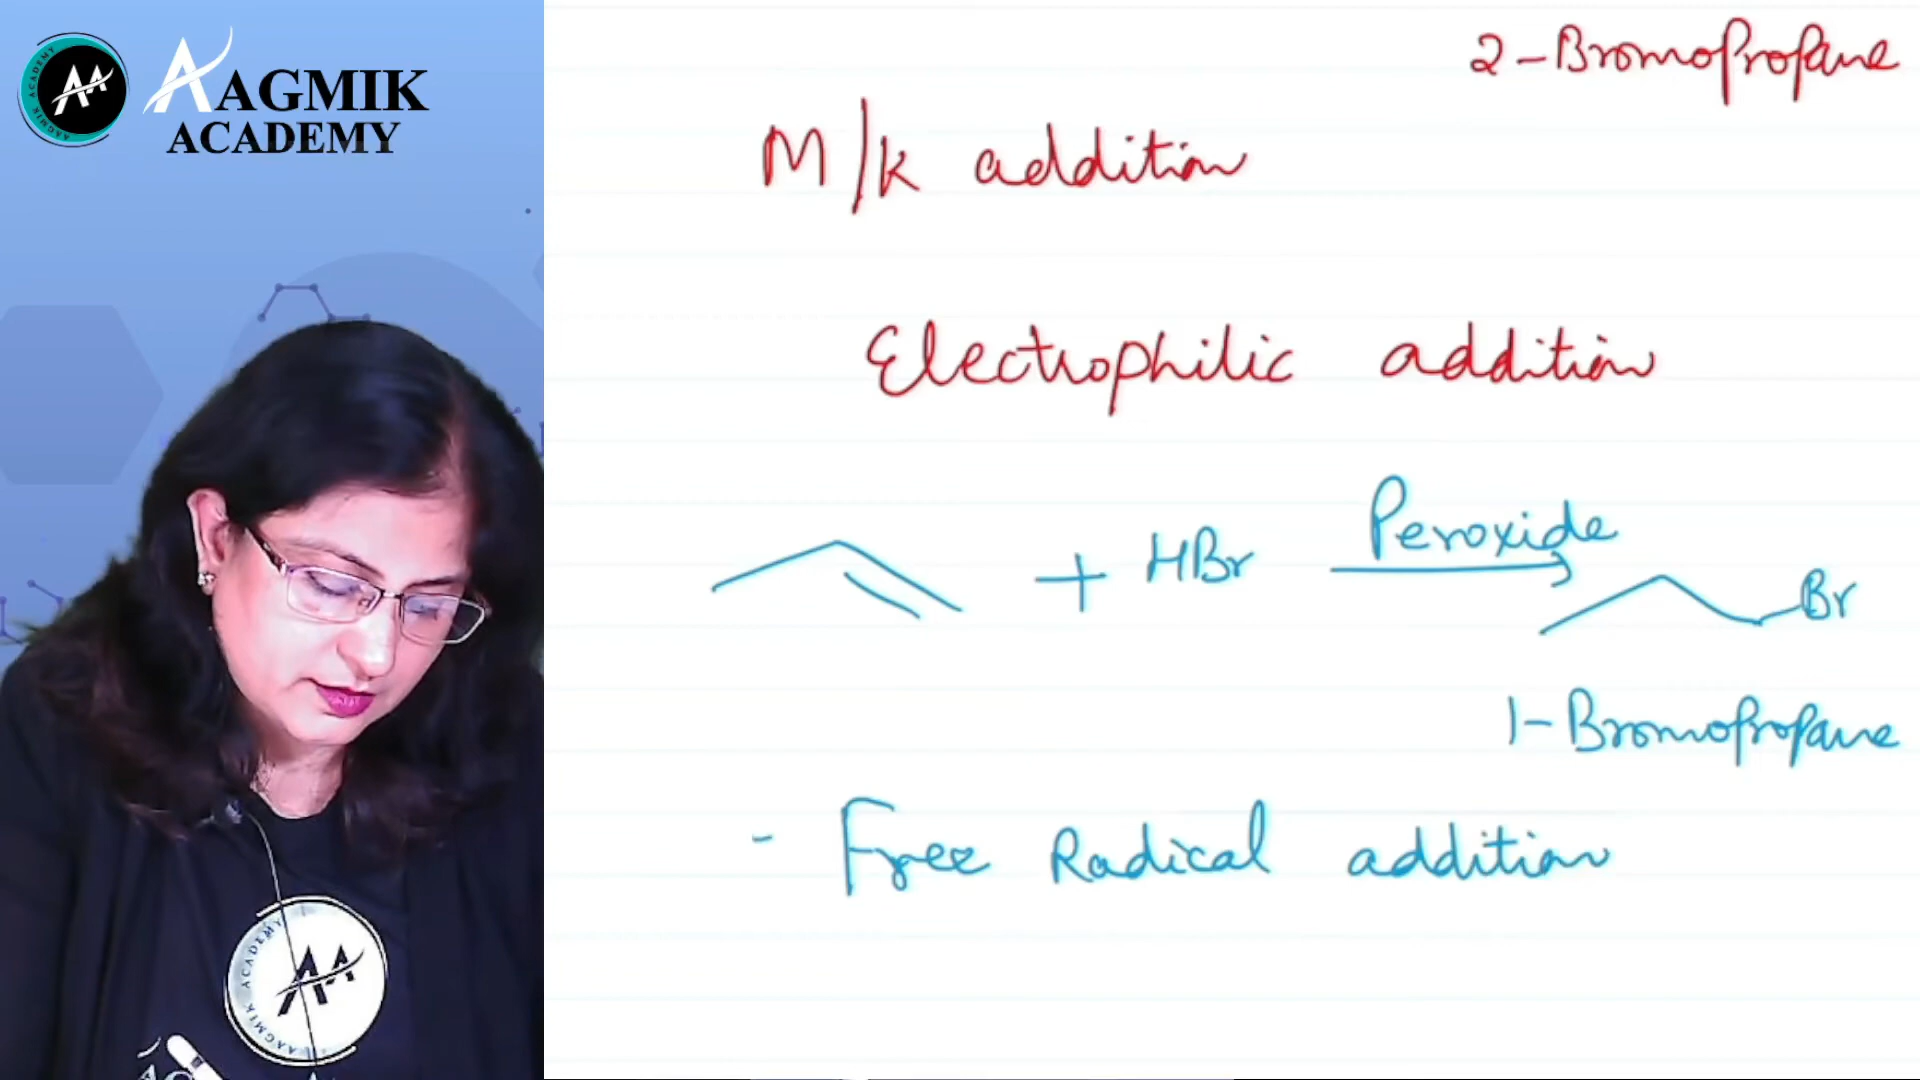 AAGMIK
ACADEMY
2-Bromopropane
M/K addition
Electrophilic addition
+ HBr Peroxide Br
1-Bromopropane
- Free Radical addition